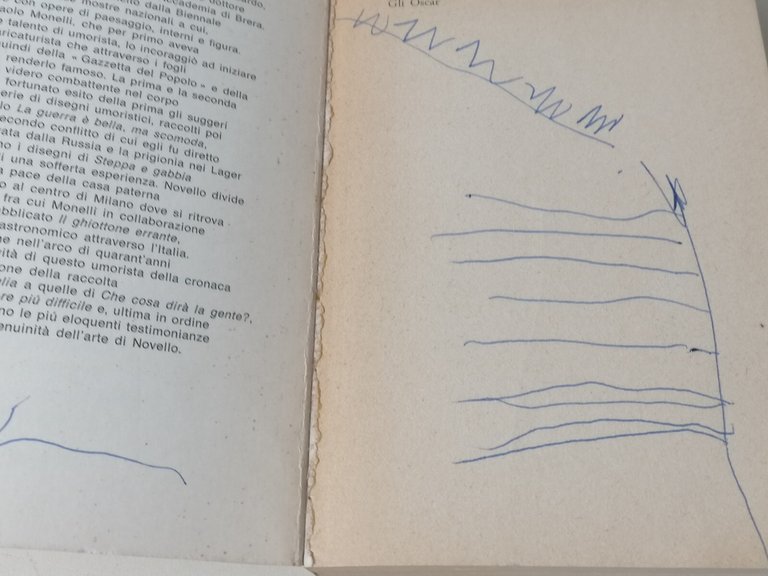 dottore
Accademia di Brera.
dalla Biennale
mostre nazionali a cui,
con opere di paesaggio, interni e figura.
Paolo Monelli, che per primo aveva
talento di umorista, lo incoraggiò ad iniziare
caricaturista che attraverso i fogli
quindi della « Gazzetta del Popolo » e della
renderlo famoso. La prima e la seconda
videro combattente nel corpo
fortunato esito della prima gli suggerì
serie di disegni umoristici, raccolti poi
La guerra è bella, ma scomoda,
secondo conflitto di cui egli fu diretto
dalla Russia e la prigionia nei Lager
i disegni di Steppa e gabbia
di una sofferta esperienza. Novello divide
pace della casa paterna
al centro di Milano dove si ritrova
fra cui Monelli in collaborazione
pubblicato Il ghiottone errante,
gastronomico attraverso l'Italia.
nell'arco di quarant'anni
di questo umorista della cronaca
della raccolta
a quelle di Che cosa dirà la gente?,
più difficile e, ultima in ordine
le più eloquenti testimonianze
genuinità dell'arte di Novello.
Gli Oscar